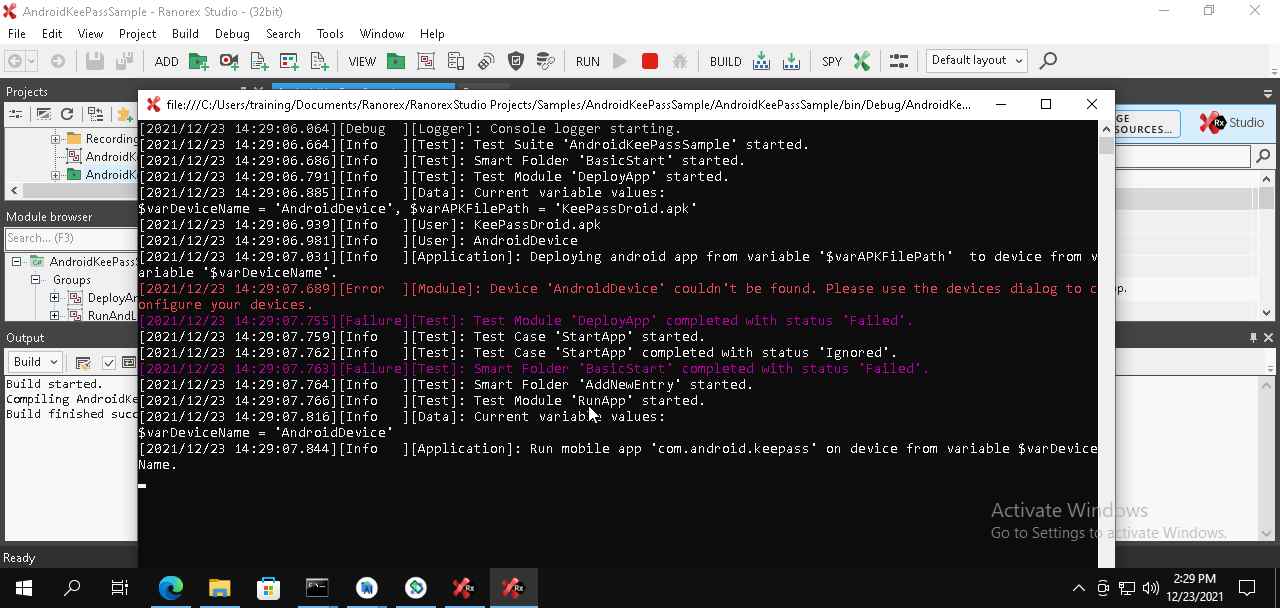 AndroidKeePassSample - Ranorex Studio - (32bit)
File Edit View Project Build Debug Search Tools Window Help
ADD VIEW RUN BUILD SPY Default layout
Projects
file:///C:/Users/training/Documents/Ranorex/RanorexStudio Projects/Samples/AndroidKeePassSample/AndroidKeePassSample/bin/Debug/AndroidKe...
GE
SOURCES...
Rx Studio
Recording
AndroidK
AndroidK
Module browser
Search... (F3)
AndroidKeePassS
Groups
DeployAn
RunAndL
Output
Build
Build started.
Compiling AndroidKe
Build finished succ
[2021/12/23 14:29:06.064][Debug ][Logger]: Console logger starting.
[2021/12/23 14:29:06.664][Info ][Test]: Test Suite 'AndroidKeePassSample' started.
[2021/12/23 14:29:06.686][Info ][Test]: Smart Folder 'BasicStart' started.
[2021/12/23 14:29:06.791][Info ][Test]: Test Module 'DeployApp' started.
[2021/12/23 14:29:06.885][Info ][Data]: Current variable values:
$varDeviceName = 'AndroidDevice', $varAPKFilePath = 'KeePassDroid.apk'
[2021/12/23 14:29:06.939][Info ][User]: KeePassDroid.apk
[2021/12/23 14:29:06.981][Info ][User]: AndroidDevice
[2021/12/23 14:29:07.031][Info ][Application]: Deploying android app from variable '$varAPKFilePath' to device from v
ariable '$varDeviceName'.
[2021/12/23 14:29:07.689][Error ][Module]: Device 'AndroidDevice' couldn't be found. Please use the devices dialog to c
onfigure your devices.
[2021/12/23 14:29:07.755][Failure][Test]: Test Module 'DeployApp' completed with status 'Failed'.
[2021/12/23 14:29:07.759][Info ][Test]: Test Case 'StartApp' started.
[2021/12/23 14:29:07.762][Info ][Test]: Test Case 'StartApp' completed with status 'Ignored'.
[2021/12/23 14:29:07.763][Failure][Test]: Smart Folder 'BasicStart' completed with status 'Failed'.
[2021/12/23 14:29:07.764][Info ][Test]: Smart Folder 'AddNewEntry' started.
[2021/12/23 14:29:07.766][Info ][Test]: Test Module 'RunApp' started.
[2021/12/23 14:29:07.816][Info ][Data]: Current variable values:
$varDeviceName = 'AndroidDevice'
[2021/12/23 14:29:07.844][Info ][Application]: Run mobile app 'com.android.keepass' on device from variable $varDevice
Name.
pp.
Activate Windows
Go to Settings to activate Windows.
Ready
2:29 PM
12/23/2021